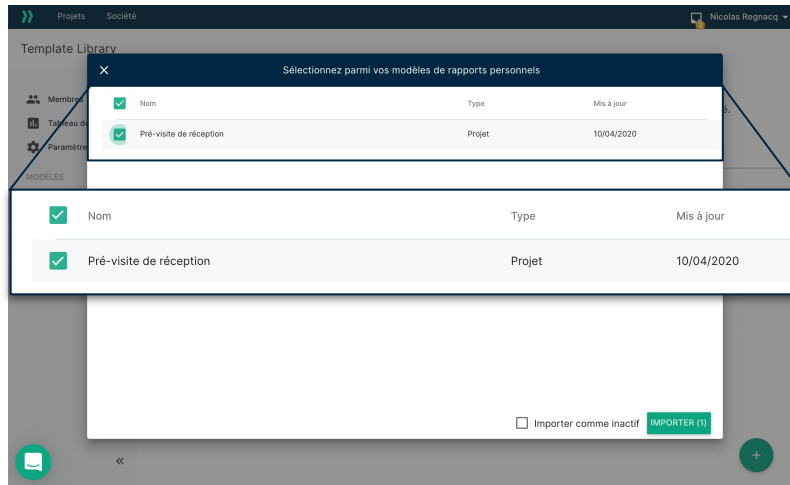 Projets Société Nicolas Regnacq
Template Library
Sélectionnez parmi vos modèles de rapports personnels
Membres
Nom Type Mis à jour
é.
Tableau de
Pré-visite de réception Projet 10/04/2020
Paramètre
MODÈLES
Nom Type Mis à jour
Pré-visite de réception Projet 10/04/2020
Importer comme inactif IMPORTER (1)